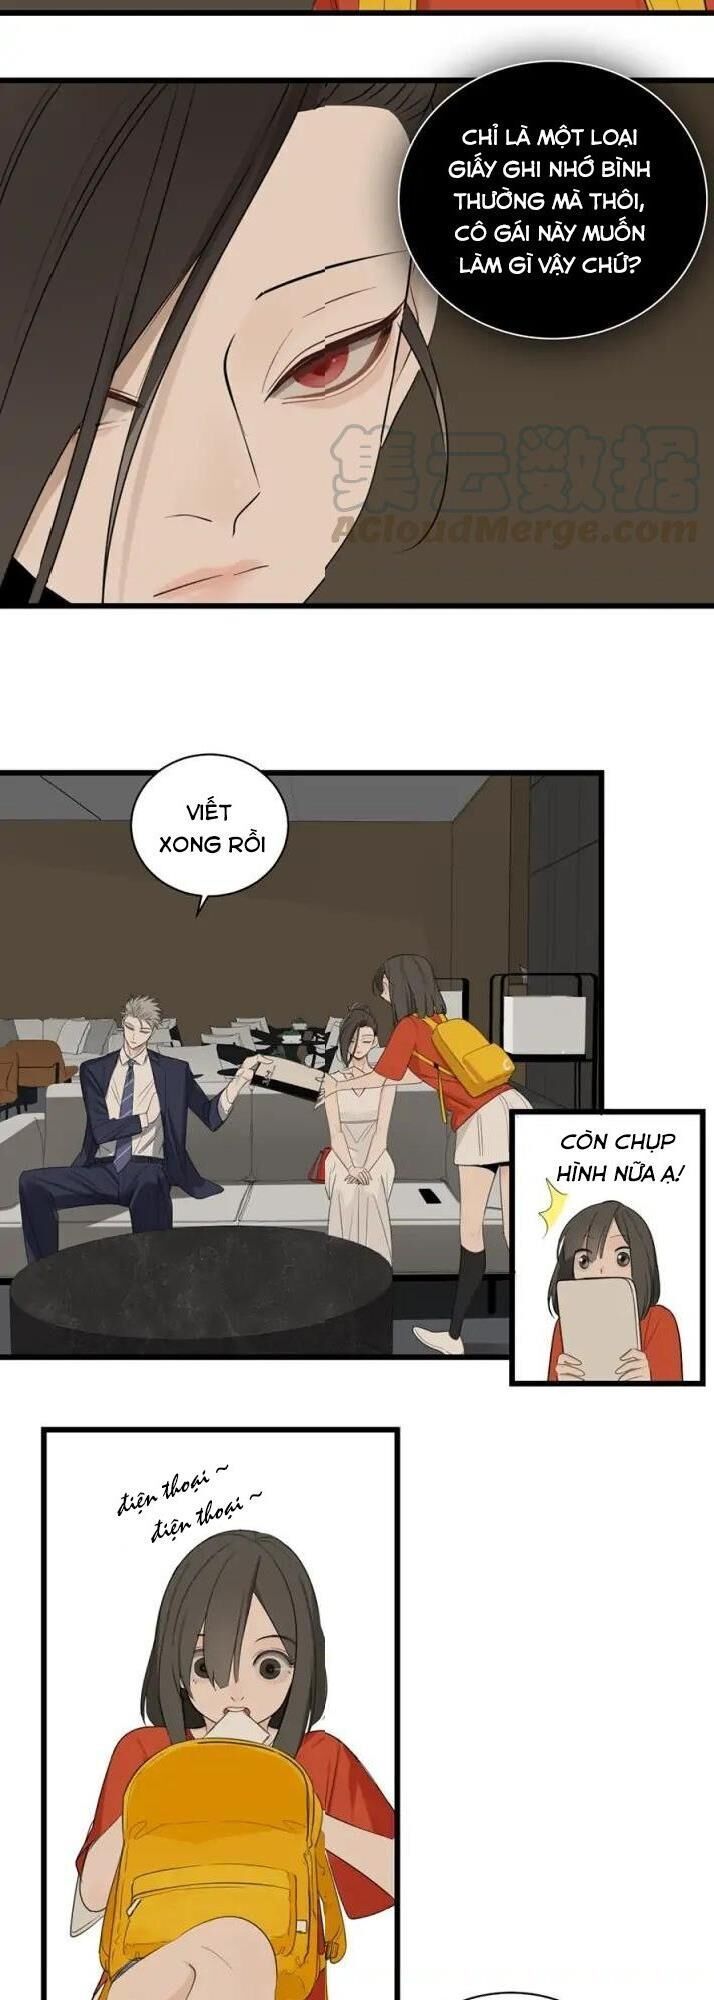 CHỈ LÀ MỘT LOẠI
GIẤY GHI NHỚ BÌNH
THƯỜNG MÀ THÔI,
CÔ GÁI NÀY MUỐN
LÀM GÌ VẬY CHỨ?
集云数据
ACloudMerge.com
VIẾT
XONG RỒI
CÒN CHỤP
HÌNH NỮA Ạ!
điện thoại ~
điện thoại ~